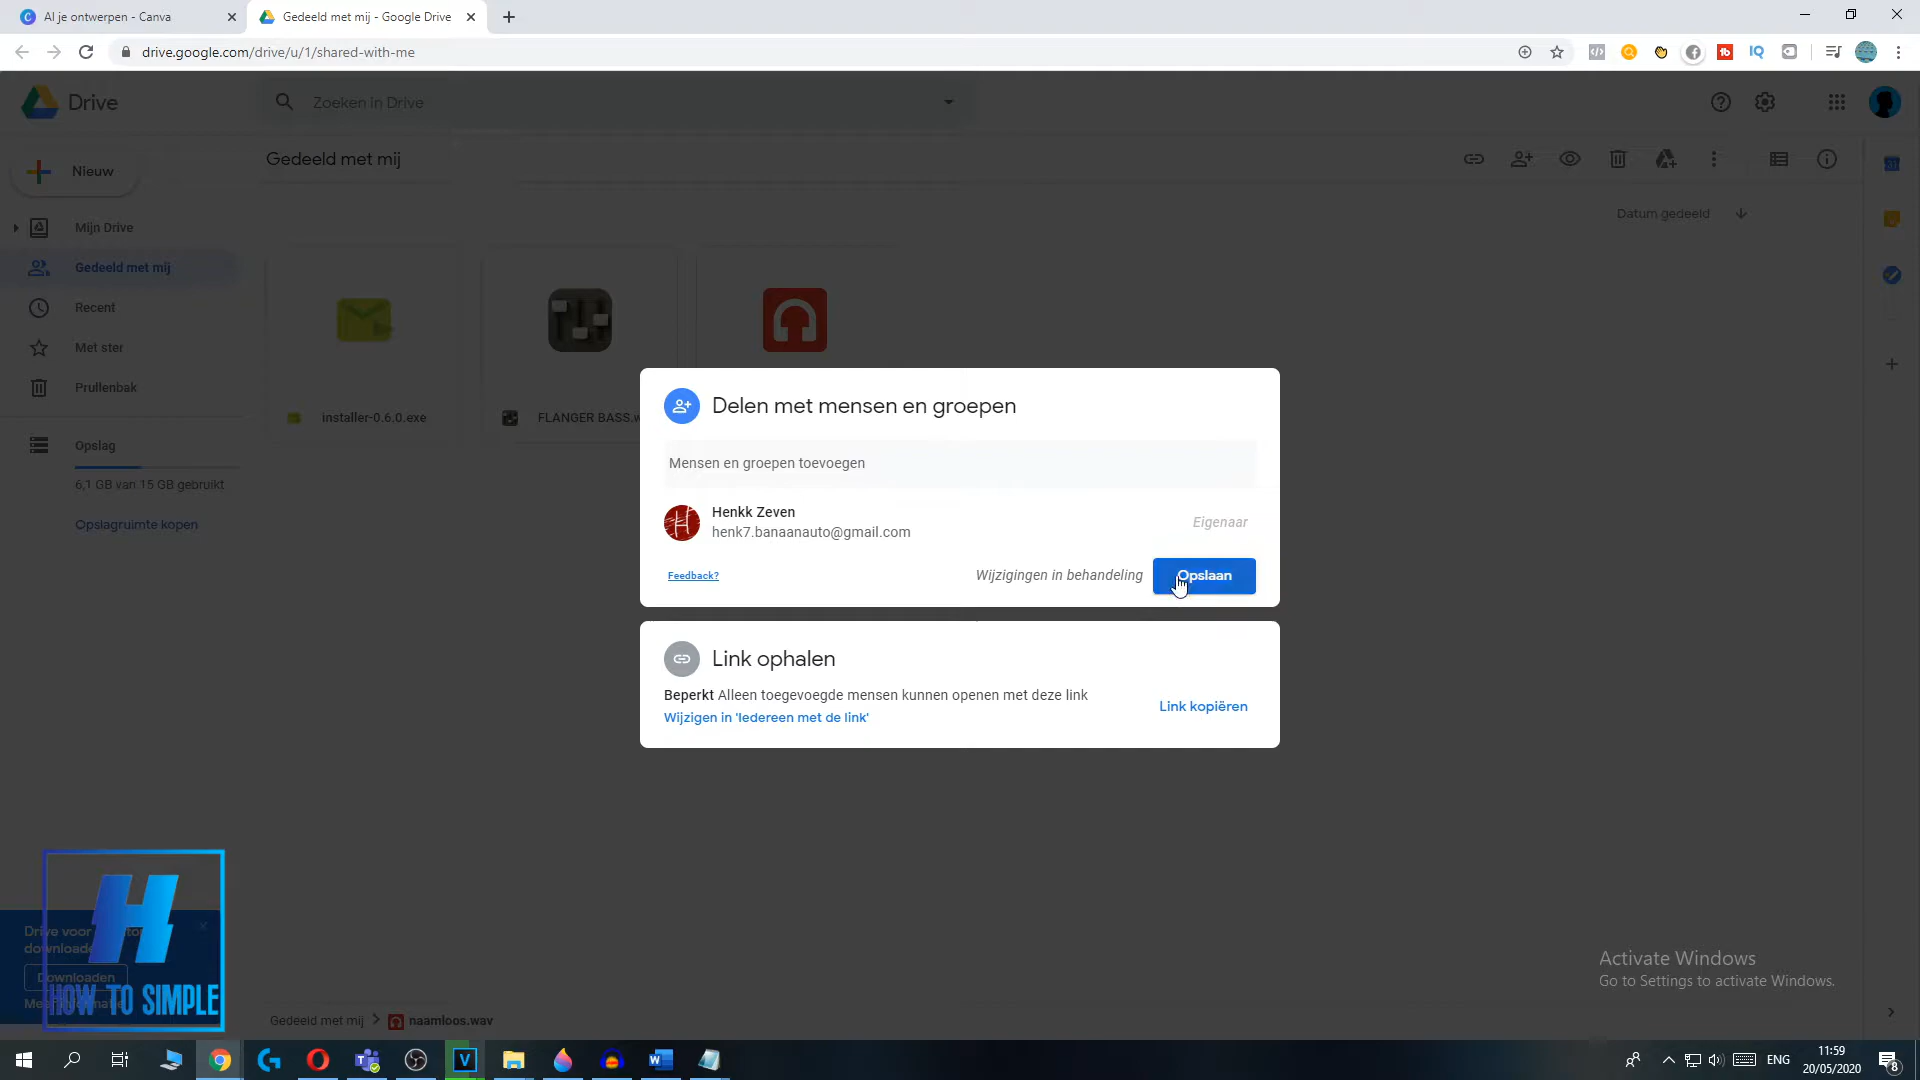 Al je ontwerpen - Canva
Gedeeld met mij - Google Drive
drive.google.com/drive/u/1/shared-with-me
Drive
Zoeken in Drive
Nieuw
Gedeeld met mij
Mijn Drive
Datum gedeeld
Gedeeld met mij
Recent
Met ster
Prullenbak
installer-0.6.0.exe
FLANGER BASS.w
Opslag
6,1 GB van 15 GB gebruikt
Opslagruimte kopen
Delen met mensen en groepen
Mensen en groepen toevoegen
Henkk Zeven
henk7.banaanauto@gmail.com
Eigenaar
Feedback?
Wijzigingen in behandeling
Opslaan
Link ophalen
Beperkt Alleen toegevoegde mensen kunnen openen met deze link
Wijzigen in 'Iedereen met de link'
Link kopiëren
Drive voor
Downloaden
H
HOW TO SIMPLE
Activate Windows
Go to Settings to activate Windows.
Gedeeld met mij
naamloos.wav
ENG
11:59
20/05/2020
8